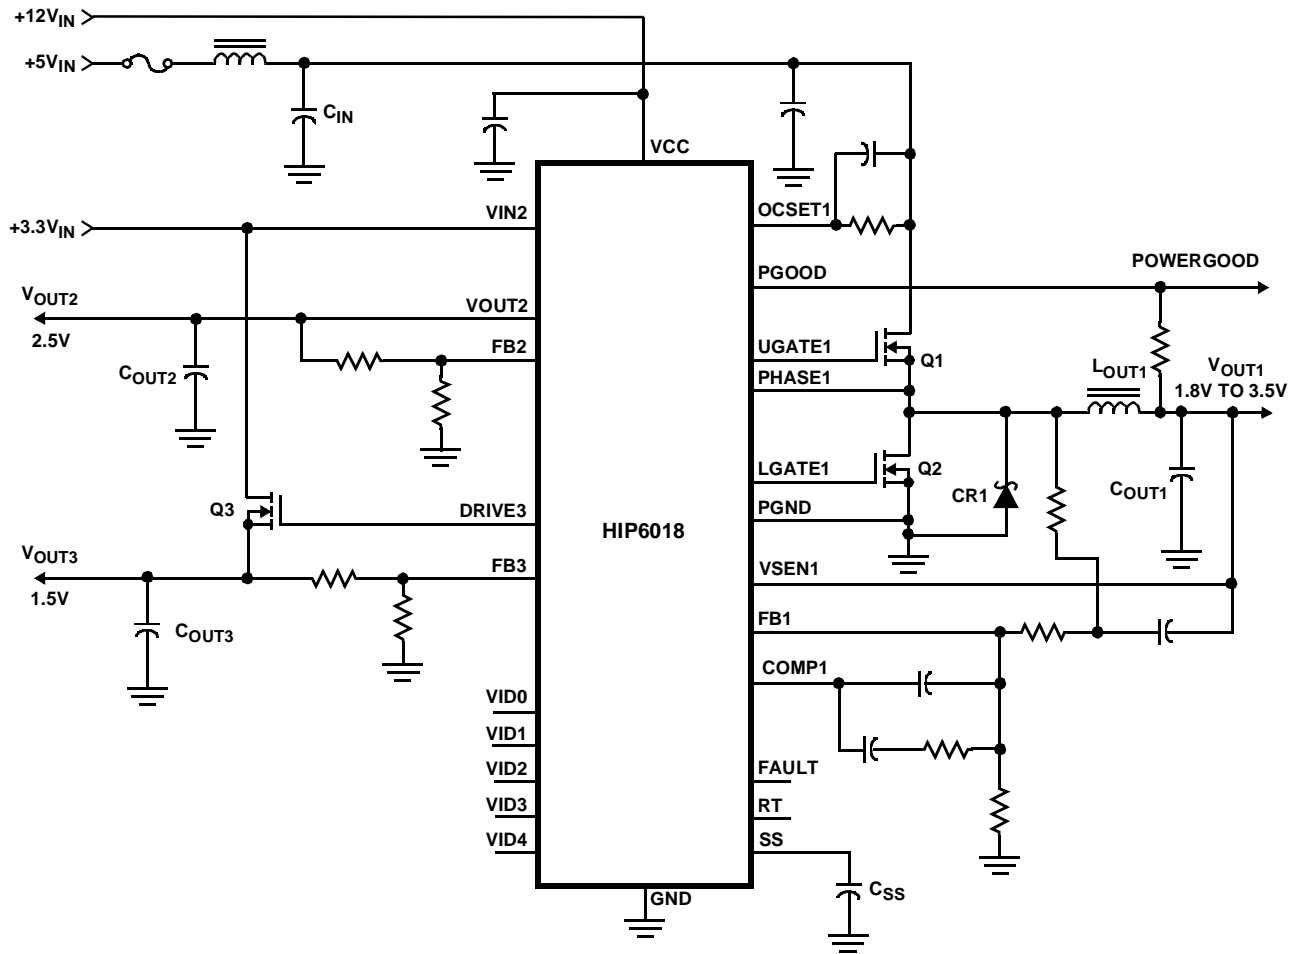 +12VIN
+5VIN
CIN
VCC
OCSET1
VIN2
+3.3VIN
PGOOD
POWERGOOD
VOUT2
2.5V
VOUT2
FB2
COUT2
UGATE1
Q1
PHASE1
LOUT1
VOUT1
1.8V TO 3.5V
LGATE1
Q2
CR1
COUT1
Q3
DRIVE3
PGND
HIP6018
VOUT3
1.5V
FB3
VSEN1
COUT3
FB1
COMP1
VID0
VID1
VID2
VID3
VID4
FAULT
RT
SS
CSS
GND